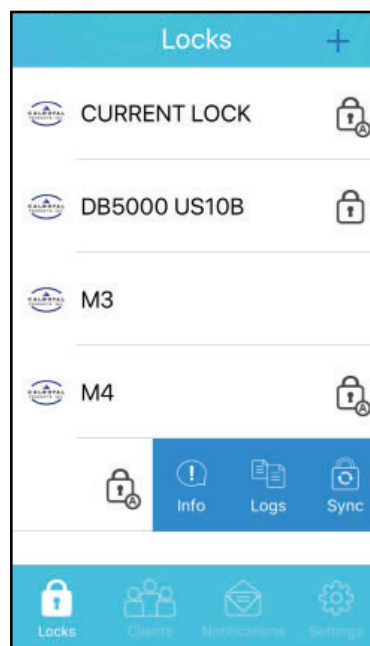 Locks
CURRENT LOCK
DB5000 US10B
M3
M4
Info
Logs
Sync
Locks
Clients
Notifications
Settings